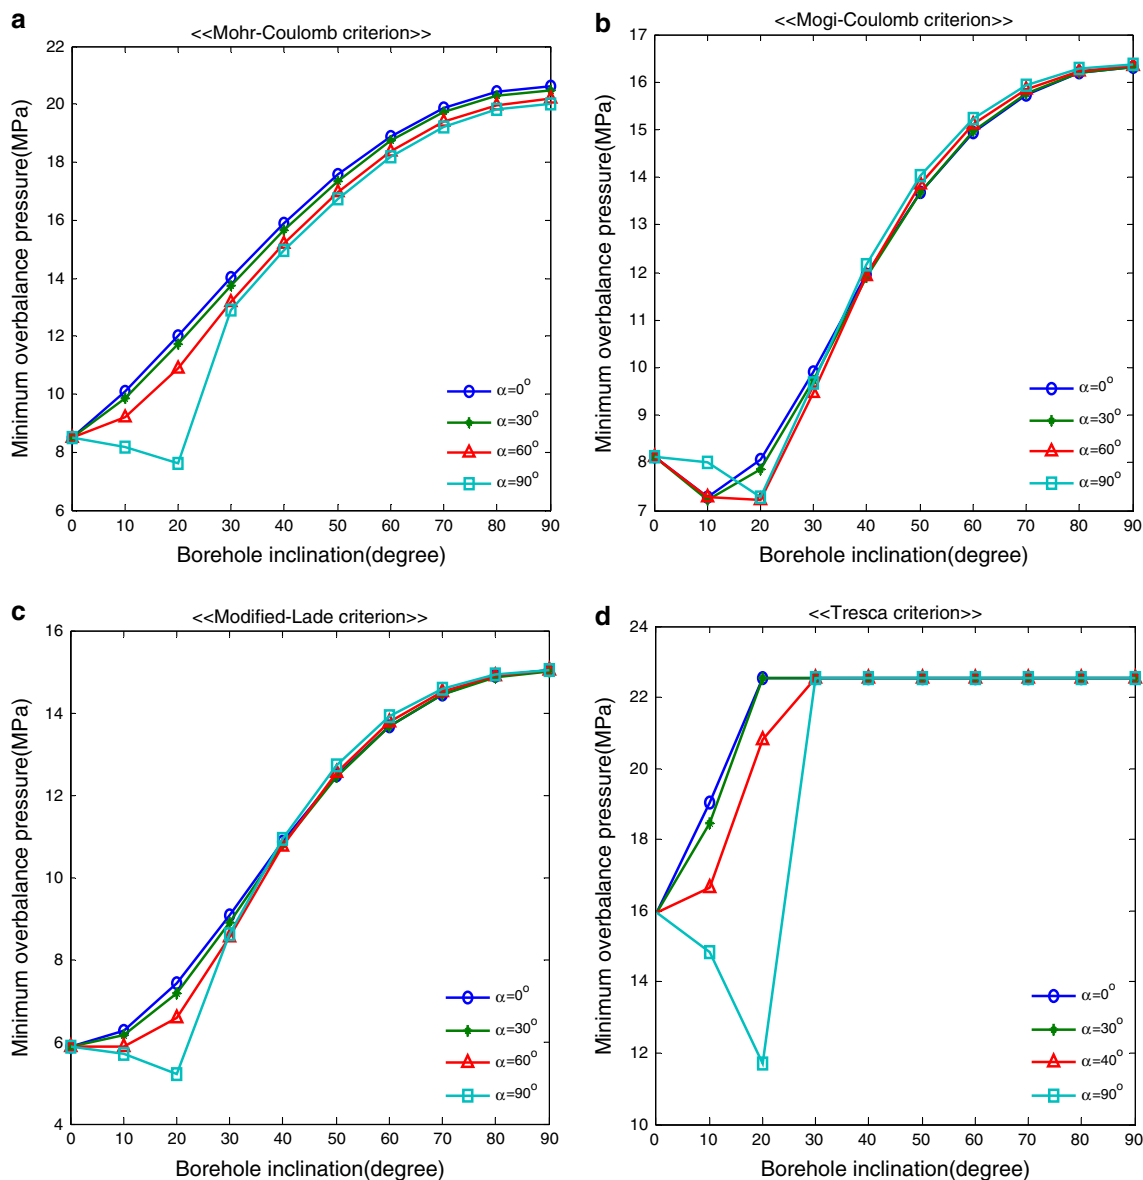 a
<<Mohr-Coulomb criterion>>
Minimum overbalance pressure(MPa)
22
20
18
16
14
12
10
8
6
0 10 20 30 40 50 60 70 80 90
Borehole inclination(degree)
α=0°
α=30°
α=60°
α=90°
b
<<Mogi-Coulomb criterion>>
Minimum overbalance pressure(MPa)
17
16
15
14
13
12
11
10
9
8
7
0 10 20 30 40 50 60 70 80 90
Borehole inclination(degree)
α=0°
α=30°
α=60°
α=90°
c
<<Modified-Lade criterion>>
Minimum overbalance pressure(MPa)
16
14
12
10
8
6
4
0 10 20 30 40 50 60 70 80 90
Borehole inclination(degree)
α=0°
α=30°
α=60°
α=90°
d
<<Tresca criterion>>
Minimum overbalance pressure(MPa)
24
22
20
18
16
14
12
10
0 10 20 30 40 50 60 70 80 90
Borehole inclination(degree)
α=0°
α=30°
α=40°
α=90°